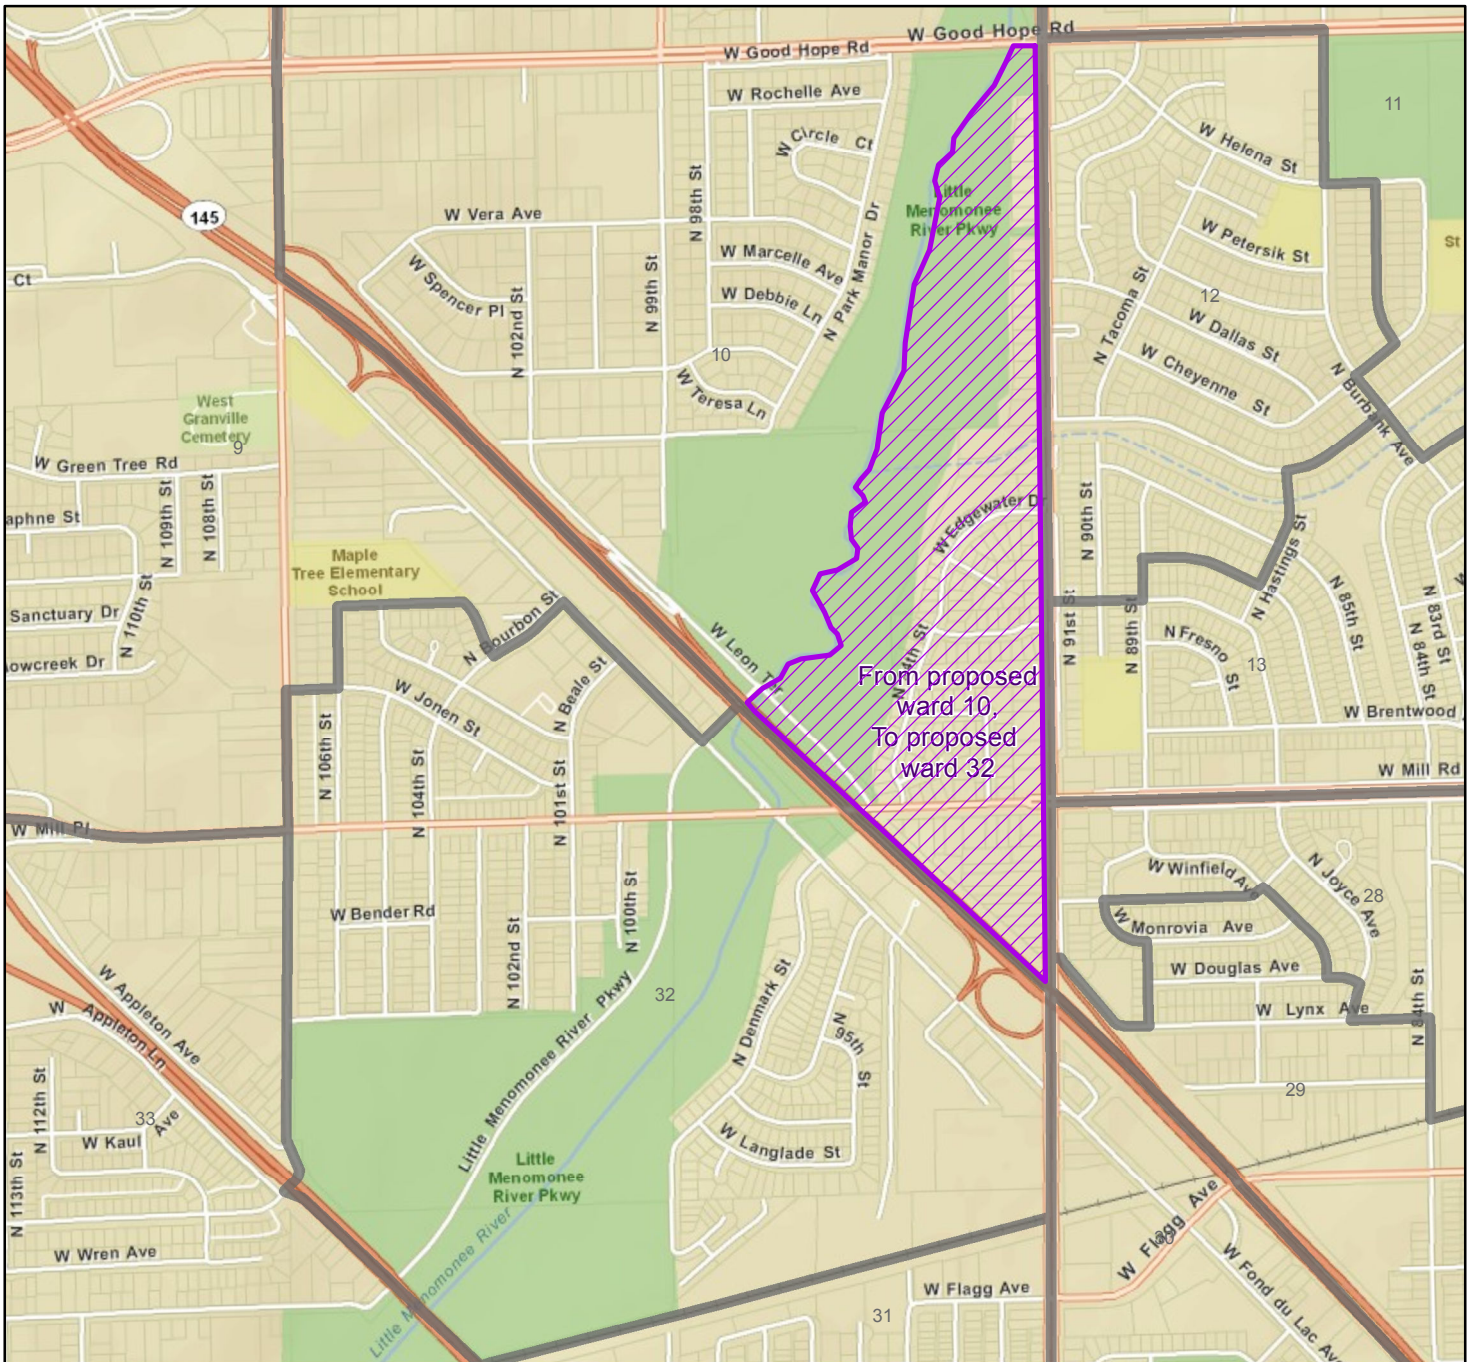 W Good Hope Rd
W Good Hope Rd
W Rochelle Ave
11
W Circle Ct
W Helena St
N 98th St
Little
Menomonee
River Pkwy
145
W Vera Ave
W Petersik St
St
Ct
W Marcelle Ave
W Spencer Pl
N 102nd St
N 99th St
W Debbie Ln
N Park Manor Dr
N Tacoma St
12
W Dallas St
10
W Cheyenne St
W Teresa Ln
N Burbank Ave
West
Granville
Cemetery
9
W Green Tree Rd
N 109th St
N 108th St
aphne St
W Edgewater Dr
N 90th St
N Hastings St
Maple
Tree Elementary
School
N 110th St
Sanctuary Dr
N Bourbon St
N 91st St
N 89th St
N 85th St
N 83rd St
N 84th St
owcreek Dr
W Leon Ter
N Fresno St
13
N Beale St
W Jonen St
From proposed
ward 10,
To proposed
ward 32
W Brentwood
N 106th St
N 104th St
N 101st St
W Mill Rd
W Mill Pl
W Winfield Ave
N Joyce Ave
28
W Bender Rd
N 100th St
N 102nd St
W Monrovia Ave
W Douglas Ave
W Lynx Ave
N 84th St
W Appleton Ave
W Appleton Ln
32
N Denmark St
N 95th St
29
N 112th St
33
W Kaul Ave
N 113th St
Little Menomonee River Pkwy
W Langlade St
Little
Menomonee
River Pkwy
Little Menomonee River
W Wren Ave
W Flagg Ave
W Flagg Ave
W Fond du Lac Ave
31